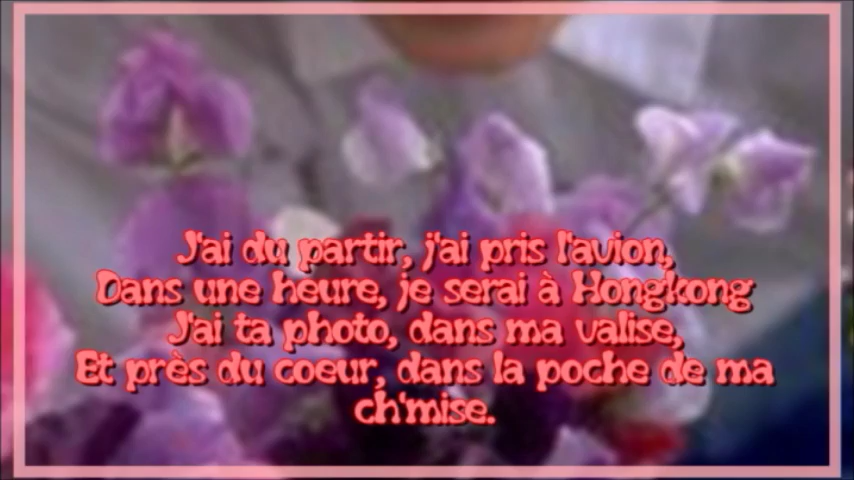 J'ai du partir, j'ai pris l'avion,
Dans une heure, je serai à Hongkong
J'ai ta photo, dans ma valise,
Et près du coeur, dans la poche de ma
ch'mise.